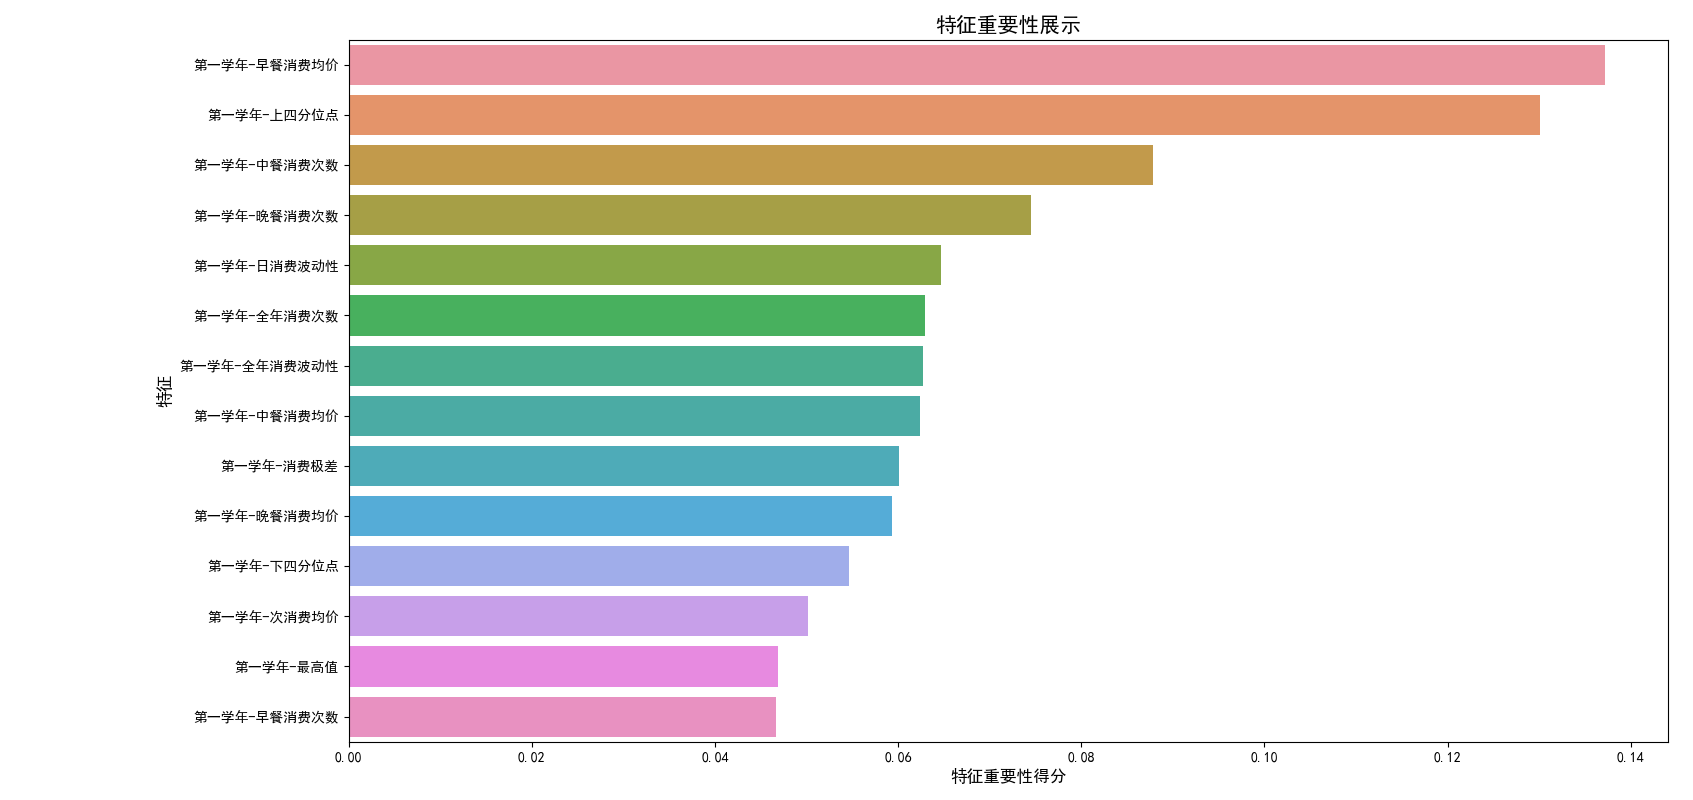 特征重要性展示
第一学年-早餐消费均价
第一学年-上四分位点
第一学年-中餐消费次数
第一学年-晚餐消费次数
第一学年-日消费波动性
第一学年-全年消费次数
第一学年-全年消费波动性
第一学年-中餐消费均价
第一学年-消费极差
第一学年-晚餐消费均价
第一学年-下四分位点
第一学年-次消费均价
第一学年-最高值
第一学年-早餐消费次数
特征
0.00 0.02 0.04 0.06 0.08 0.10 0.12 0.14
特征重要性得分